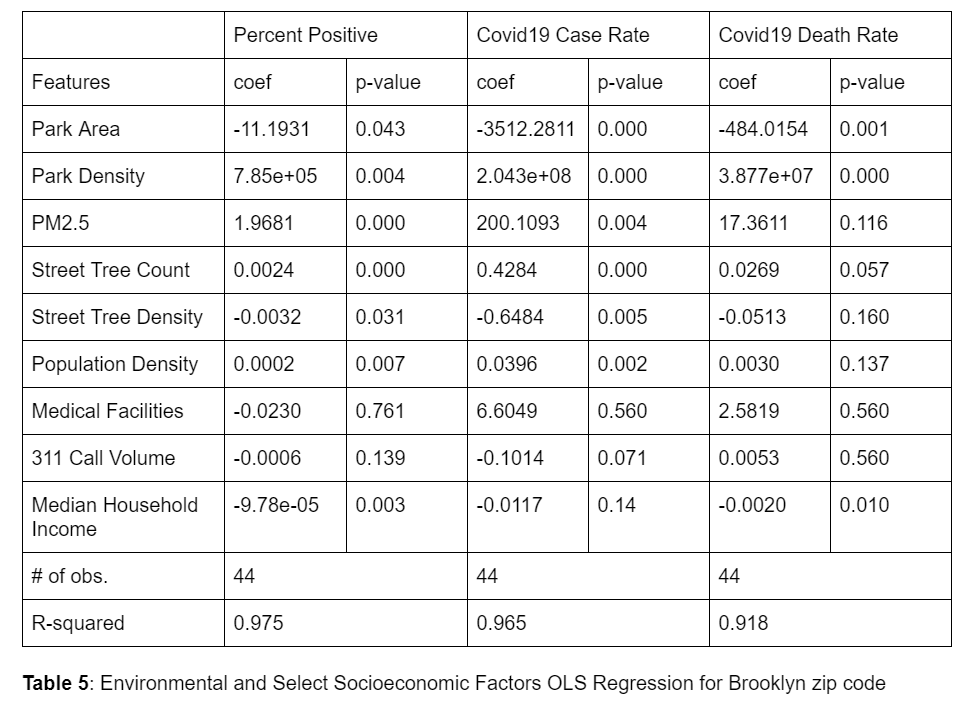 Percent Positive Covid19 Case Rate Covid19 Death Rate
Features coef p-value coef p-value coef p-value
Park Area -11.1931 0.043 -3512.2811 0.000 -484.0154 0.001
Park Density 7.85e+05 0.004 2.043e+08 0.000 3.877e+07 0.000
PM2.5 1.9681 0.000 200.1093 0.004 17.3611 0.116
Street Tree Count 0.0024 0.000 0.4284 0.000 0.0269 0.057
Street Tree Density -0.0032 0.031 -0.6484 0.005 -0.0513 0.160
Population Density 0.0002 0.007 0.0396 0.002 0.0030 0.137
Medical Facilities -0.0230 0.761 6.6049 0.560 2.5819 0.560
311 Call Volume -0.0006 0.139 -0.1014 0.071 0.0053 0.560
Median Household -9.78e-05 0.003 -0.0117 0.14 -0.0020 0.010
Income
# of obs. 44 44 44
R-squared 0.975 0.965 0.918
Table 5: Environmental and Select Socioeconomic Factors OLS Regression for Brooklyn zip code